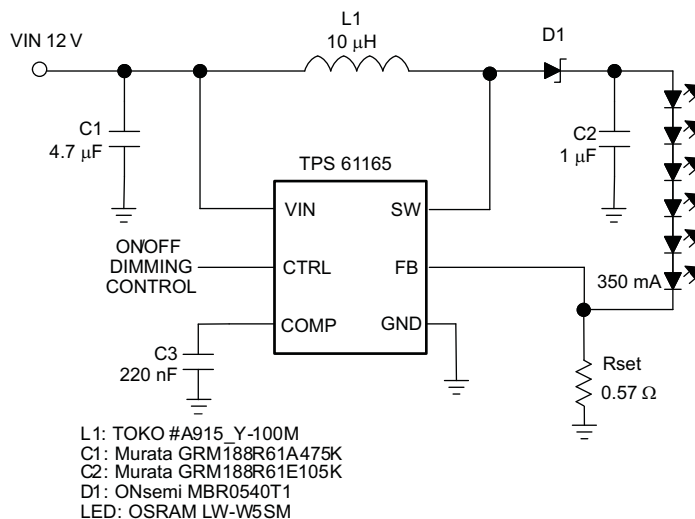 L1
10 μH
VIN 12 V
D1
C1
4.7 μF
C2
1 μF
TPS 61165
VIN
SW
ON/OFF
DIMMING
CONTROL
CTRL
FB
350 mA
COMP
GND
C3
220 nF
Rset
0.57 Ω
L1: TOKO #A915_Y-100M
C1: Murata GRM188R61A475K
C2: Murata GRM188R61E105K
D1: ONsemi MBR0540T1
LED: OSRAM LW-W5SM